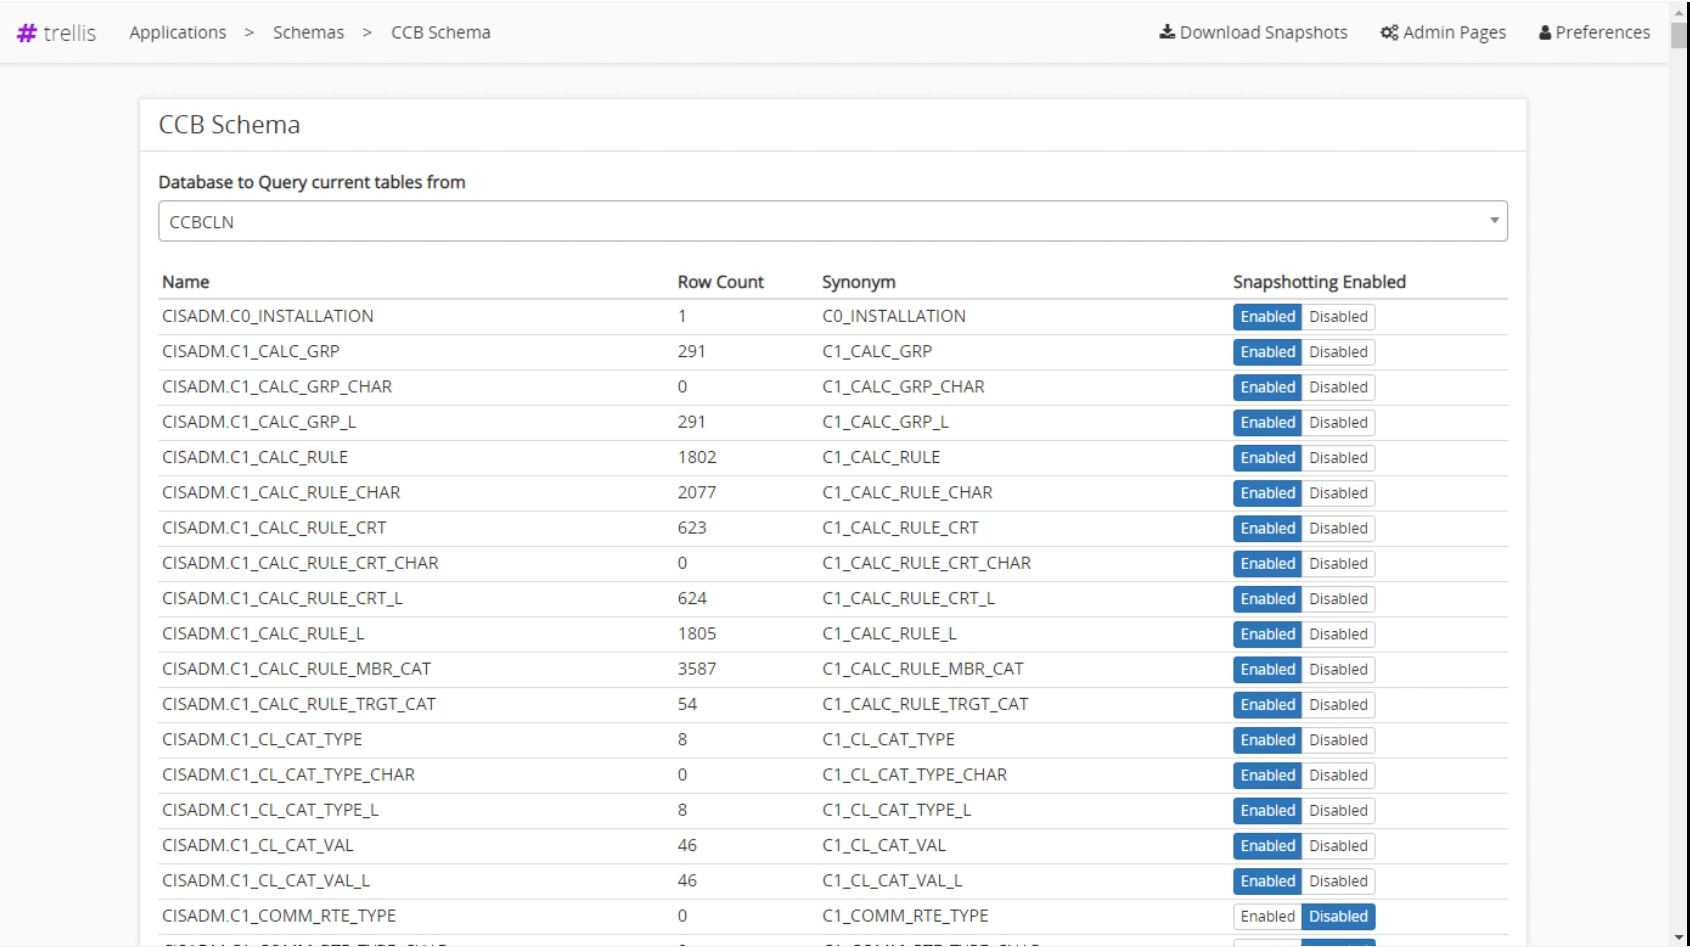 # trellis Applications > Schemas > CCB Schema Download Snapshots Admin Pages Preferences
CCB Schema
Database to Query current tables from
CCBCLN
Name Row Count Synonym Snapshotting Enabled
CISADM.C0_INSTALLATION 1 C0_INSTALLATION Enabled Disabled
CISADM.C1_CALC_GRP 291 C1_CALC_GRP Enabled Disabled
CISADM.C1_CALC_GRP_CHAR 0 C1_CALC_GRP_CHAR Enabled Disabled
CISADM.C1_CALC_GRP_L 291 C1_CALC_GRP_L Enabled Disabled
CISADM.C1_CALC_RULE 1802 C1_CALC_RULE Enabled Disabled
CISADM.C1_CALC_RULE_CHAR 2077 C1_CALC_RULE_CHAR Enabled Disabled
CISADM.C1_CALC_RULE_CRT 623 C1_CALC_RULE_CRT Enabled Disabled
CISADM.C1_CALC_RULE_CRT_CHAR 0 C1_CALC_RULE_CRT_CHAR Enabled Disabled
CISADM.C1_CALC_RULE_CRT_L 624 C1_CALC_RULE_CRT_L Enabled Disabled
CISADM.C1_CALC_RULE_L 1805 C1_CALC_RULE_L Enabled Disabled
CISADM.C1_CALC_RULE_MBR_CAT 3587 C1_CALC_RULE_MBR_CAT Enabled Disabled
CISADM.C1_CALC_RULE_TRGT_CAT 54 C1_CALC_RULE_TRGT_CAT Enabled Disabled
CISADM.C1_CL_CAT_TYPE 8 C1_CL_CAT_TYPE Enabled Disabled
CISADM.C1_CL_CAT_TYPE_CHAR 0 C1_CL_CAT_TYPE_CHAR Enabled Disabled
CISADM.C1_CL_CAT_TYPE_L 8 C1_CL_CAT_TYPE_L Enabled Disabled
CISADM.C1_CL_CAT_VAL 46 C1_CL_CAT_VAL Enabled Disabled
CISADM.C1_CL_CAT_VAL_L 46 C1_CL_CAT_VAL_L Enabled Disabled
CISADM.C1_COMM_RTE_TYPE 0 C1_COMM_RTE_TYPE Enabled Disabled